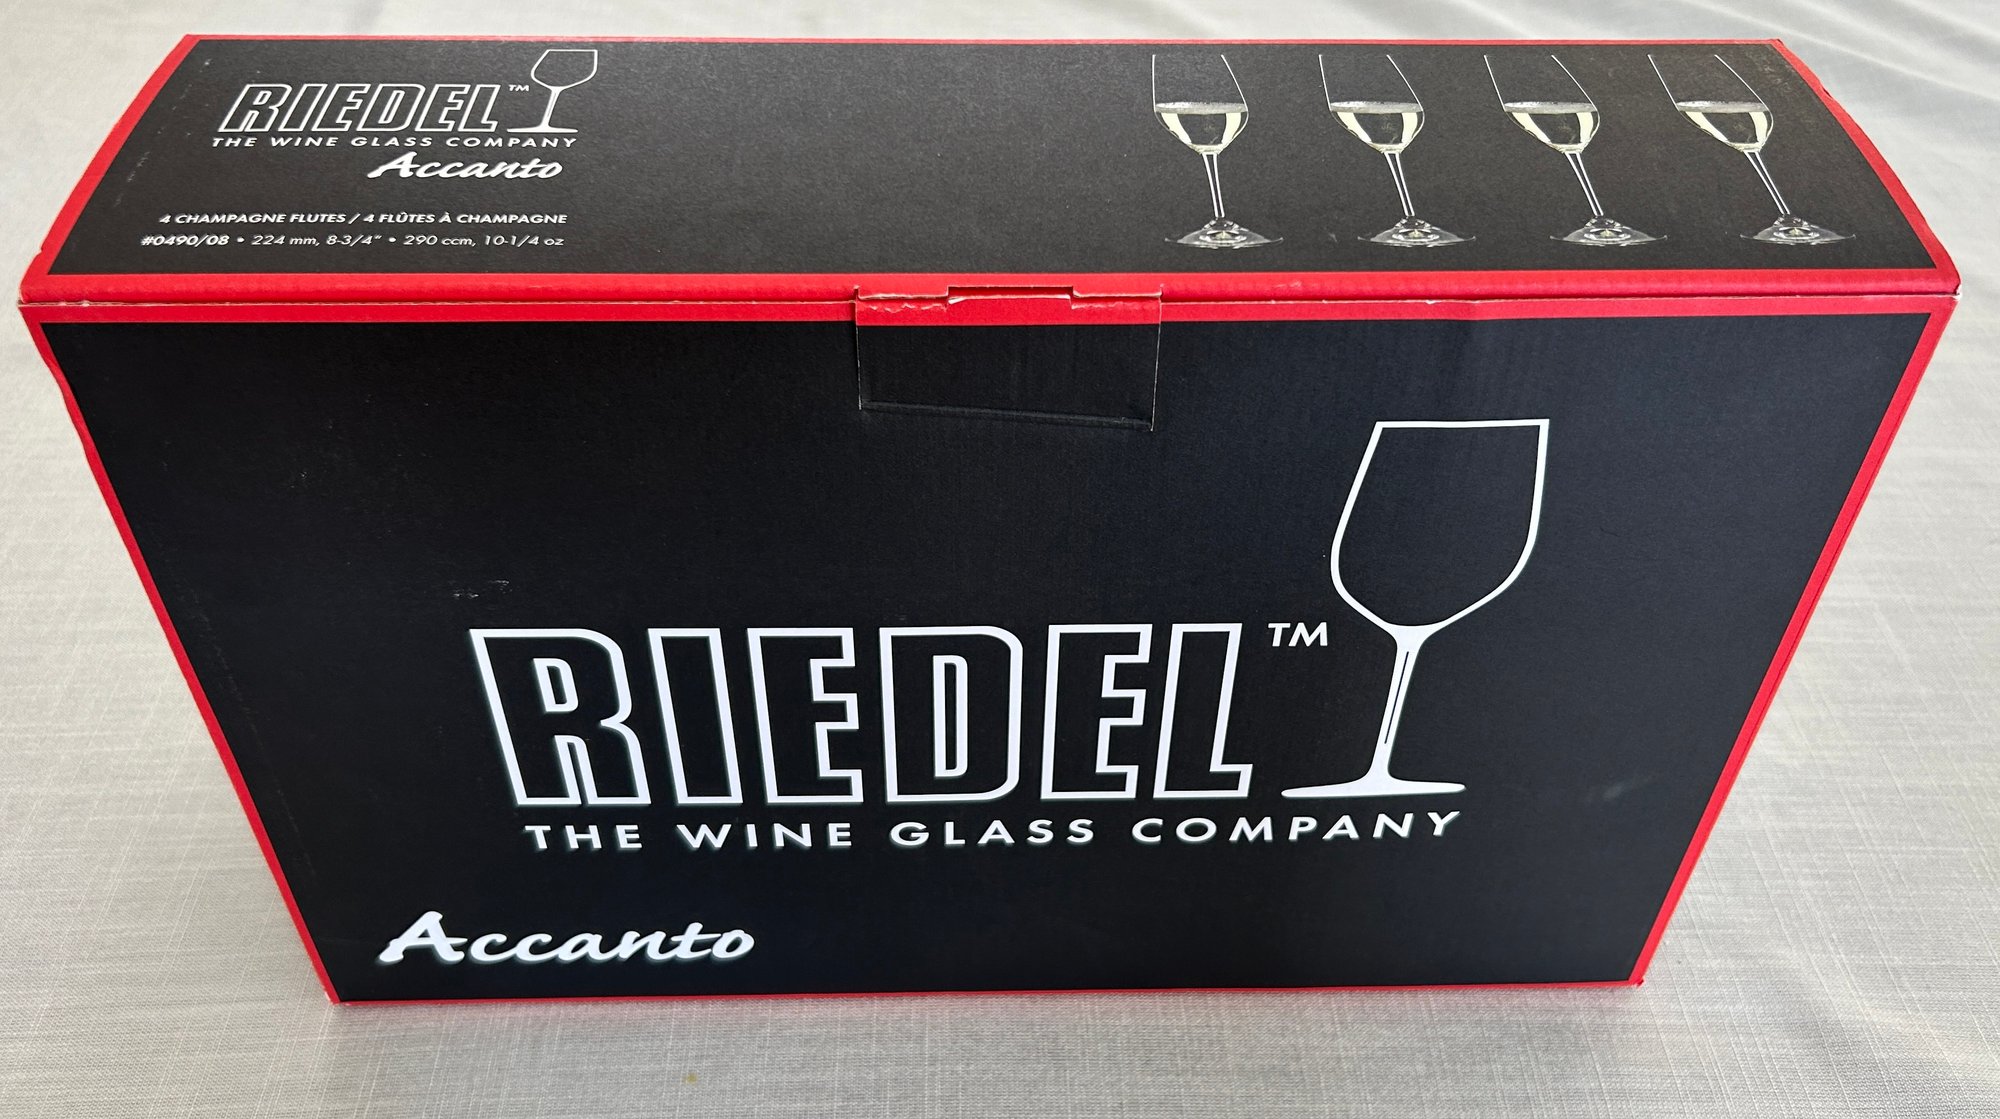 RIEDEL™
THE WINE GLASS COMPANY
Accanto
4 CHAMPAGNE FLUTES / 4 FLÛTES À CHAMPAGNE
#0490/08 • 224 mm, 8-3/4" • 290 ccm, 10-1/4 oz
RIEDEL™
THE WINE GLASS COMPANY
Accanto